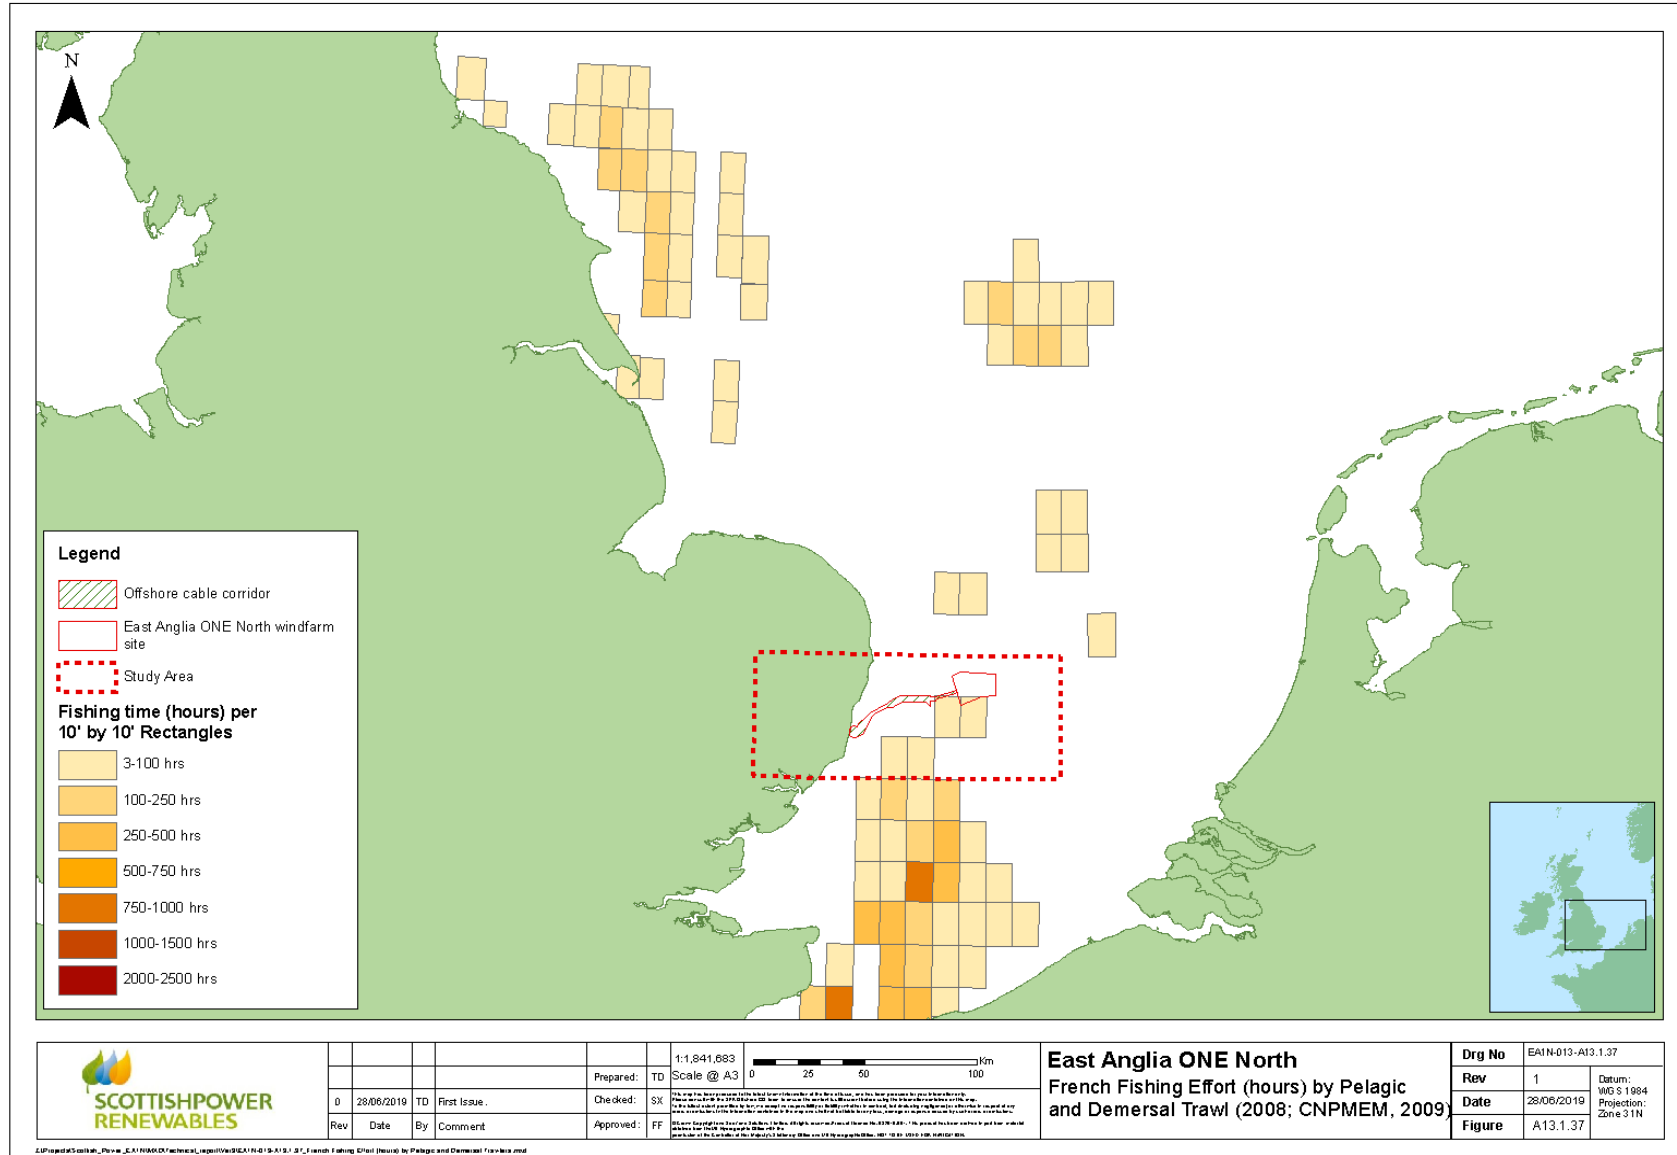 N
Legend
Offshore cable corridor
East Anglia ONE North windfarm
site
Study Area
Fishing time (hours) per
10' by 10' Rectangles
3-100 hrs
100-250 hrs
250-500 hrs
500-750 hrs
750-1000 hrs
1000-1500 hrs
2000-2500 hrs
SCOTTISHPOWER
RENEWABLES
0 28/06/2019 TD First Issue.
Rev Date By Comment
Prepared: TD
Checked: SX
Approved: FF
1:1,841,683
Scale @ A3
Km
0 25 50 100
East Anglia ONE North
French Fishing Effort (hours) by Pelagic
and Demersal Trawl (2008; CNPMEM, 2009)
Drg No EA1N-013-A13.1.37
Rev 1
Date 28/06/2019
Figure A13.1.37
Datum:
WGS 1984
Projection:
Zone 31N